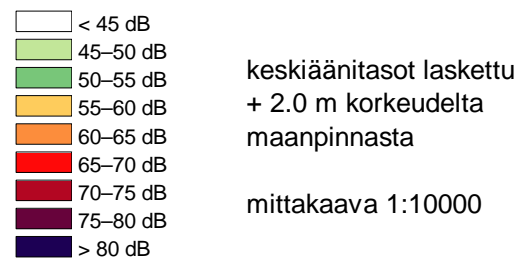 < 45 dB
45–50 dB
50–55 dB
55–60 dB
60–65 dB
65–70 dB
70–75 dB
75–80 dB
> 80 dB
keskiäänitasot laskettu
+ 2.0 m korkeudelta
maanpinnasta
mittakaava 1:10000